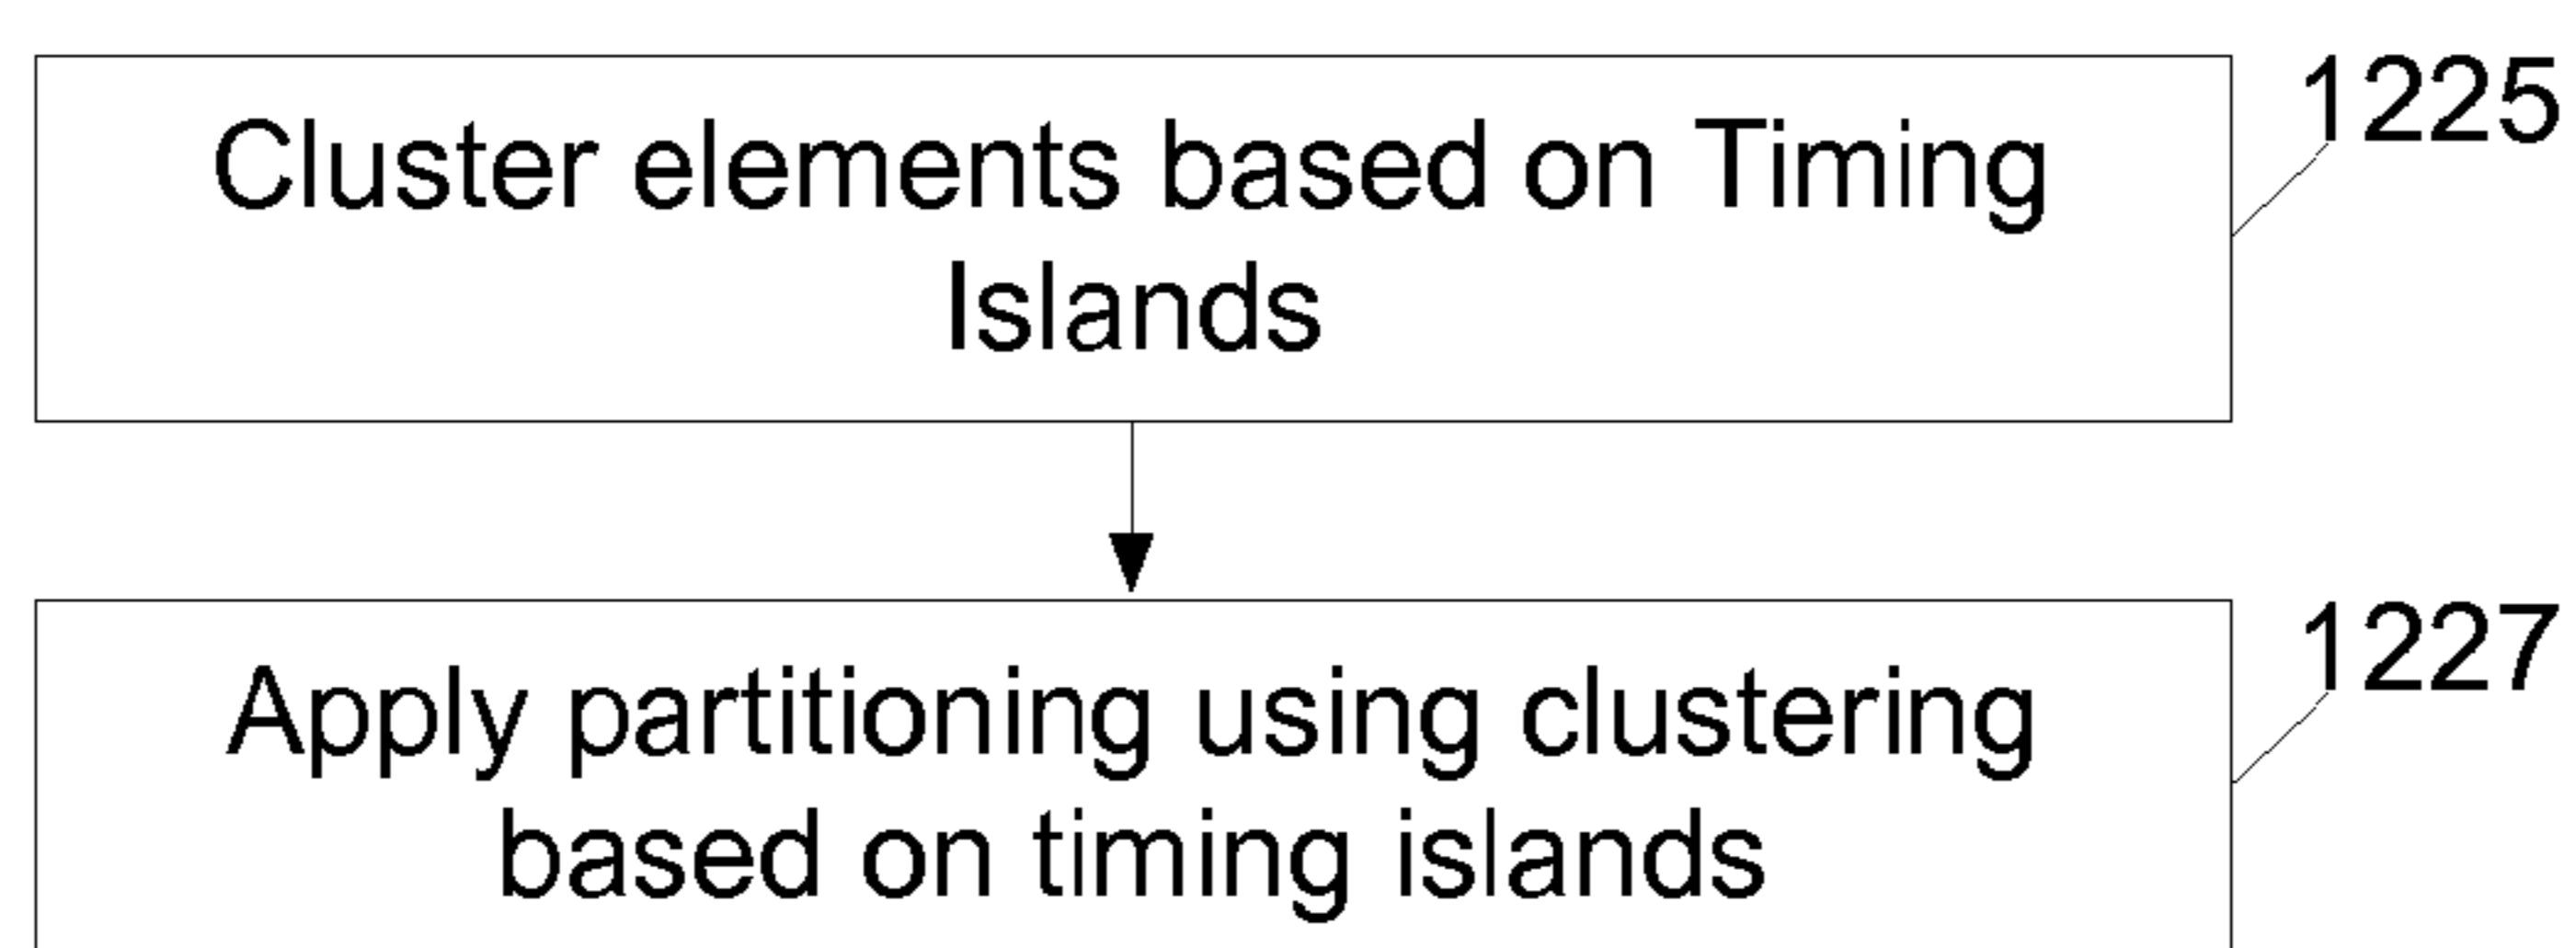 Cluster elements based on Timing
Islands
1225
Apply partitioning using clustering
based on timing islands
1227